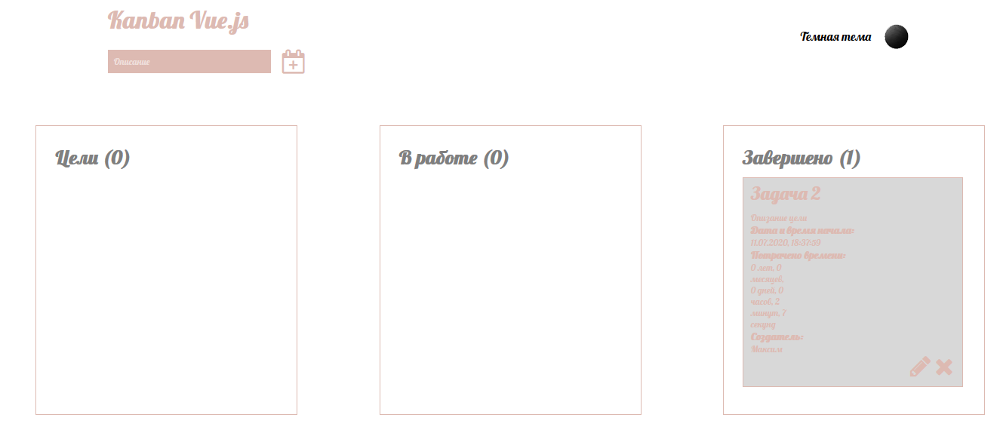 Kanban Vue.js
Темная тема
Описание
Цели (0)
В работе (0)
Завершено (1)
Задача 2
Описание цели
Дата а время начала:
11.07.2020, 18:37:59
Потрачено времени:
0 лет, 0
месяцев,
0 дней, 0
часов, 2
минут, 7
секунд
Создатель:
Максим